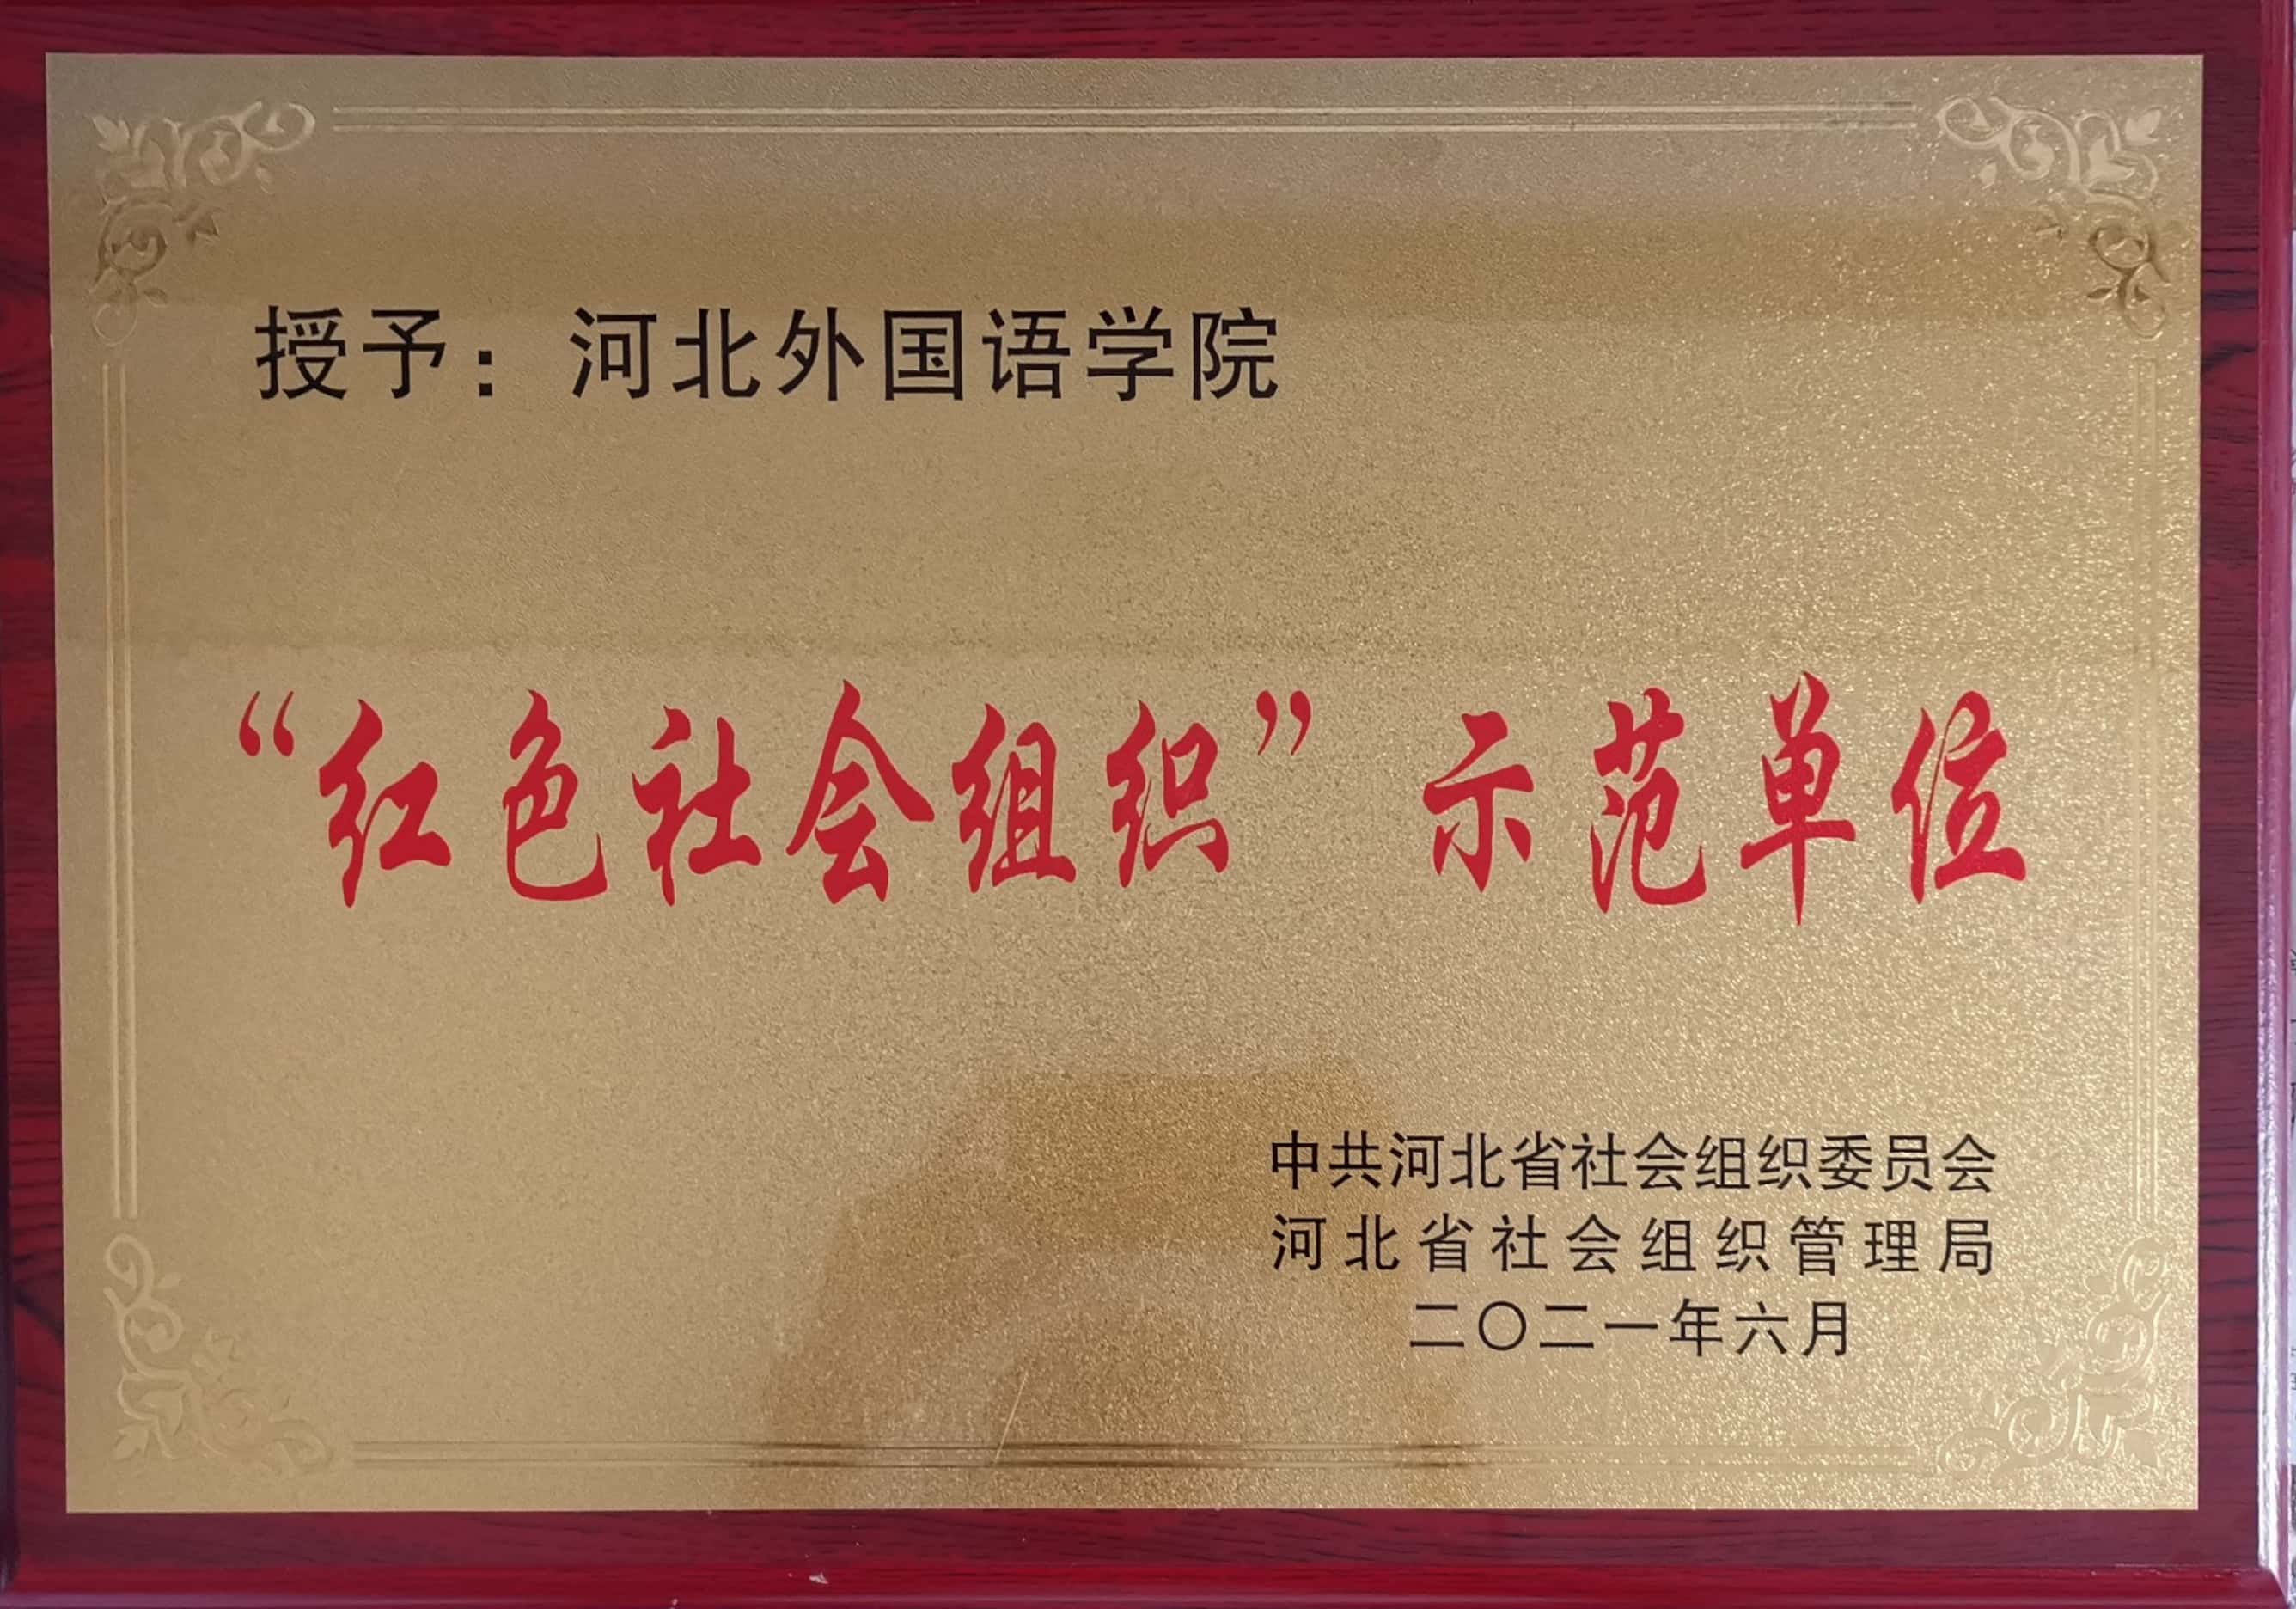 授予：河北外国语学院
“红色社会组织”示范单位
中共河北省社会组织委员会
河北省社会组织管理局
二〇二一年六月